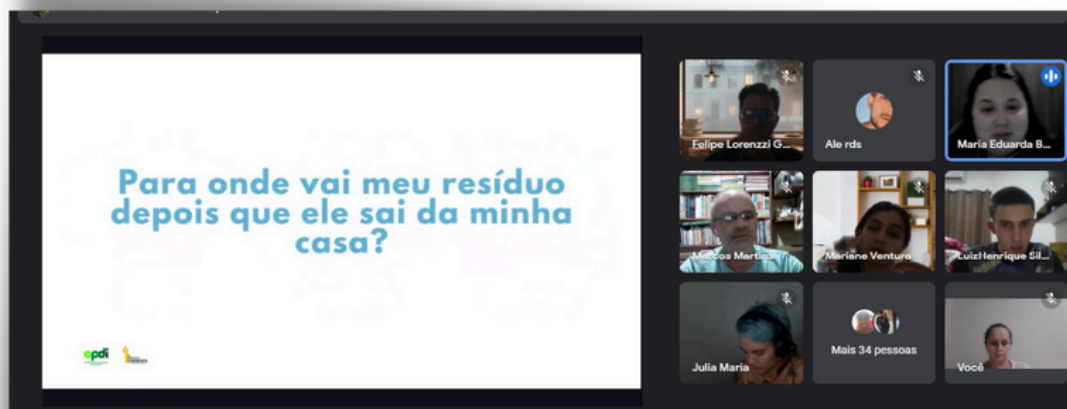 Para onde vai meu resíduo
depois que ele sai da minha
casa?
cpdi
Felipe Lorenzzi G...
Ale rds
Maria Eduarda B...
Marcos Martins
Mariane Ventura
Luiz Henrique Sil...
Julia Maria
Mais 34 pessoas
Você